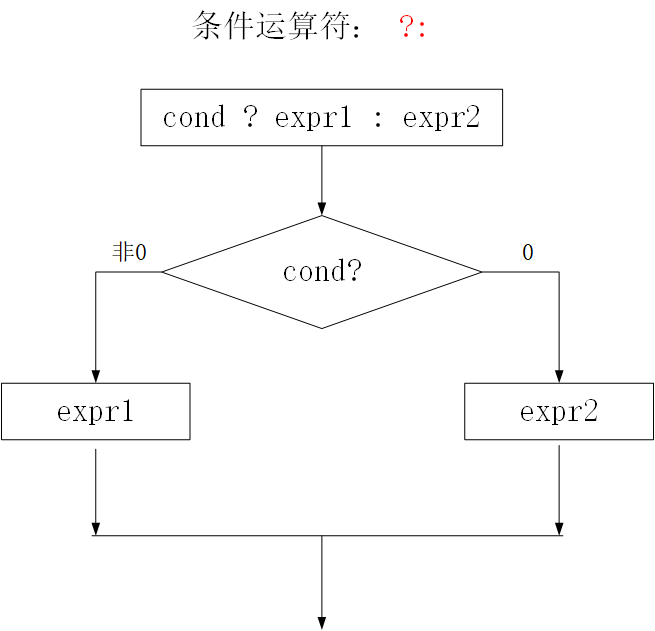 条件运算符： ?:
cond ? expr1 : expr2
非0
0
cond?
expr1
expr2